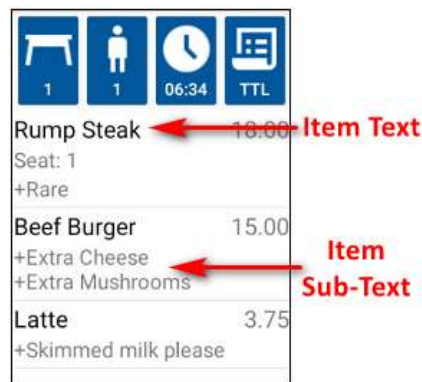 1
1
06:34
TTL
Rump Steak 18.00
Item Text
Seat: 1
+Rare
Beef Burger 15.00
+Extra Cheese
+Extra Mushrooms
Item
Sub-Text
Latte 3.75
+Skimmed milk please